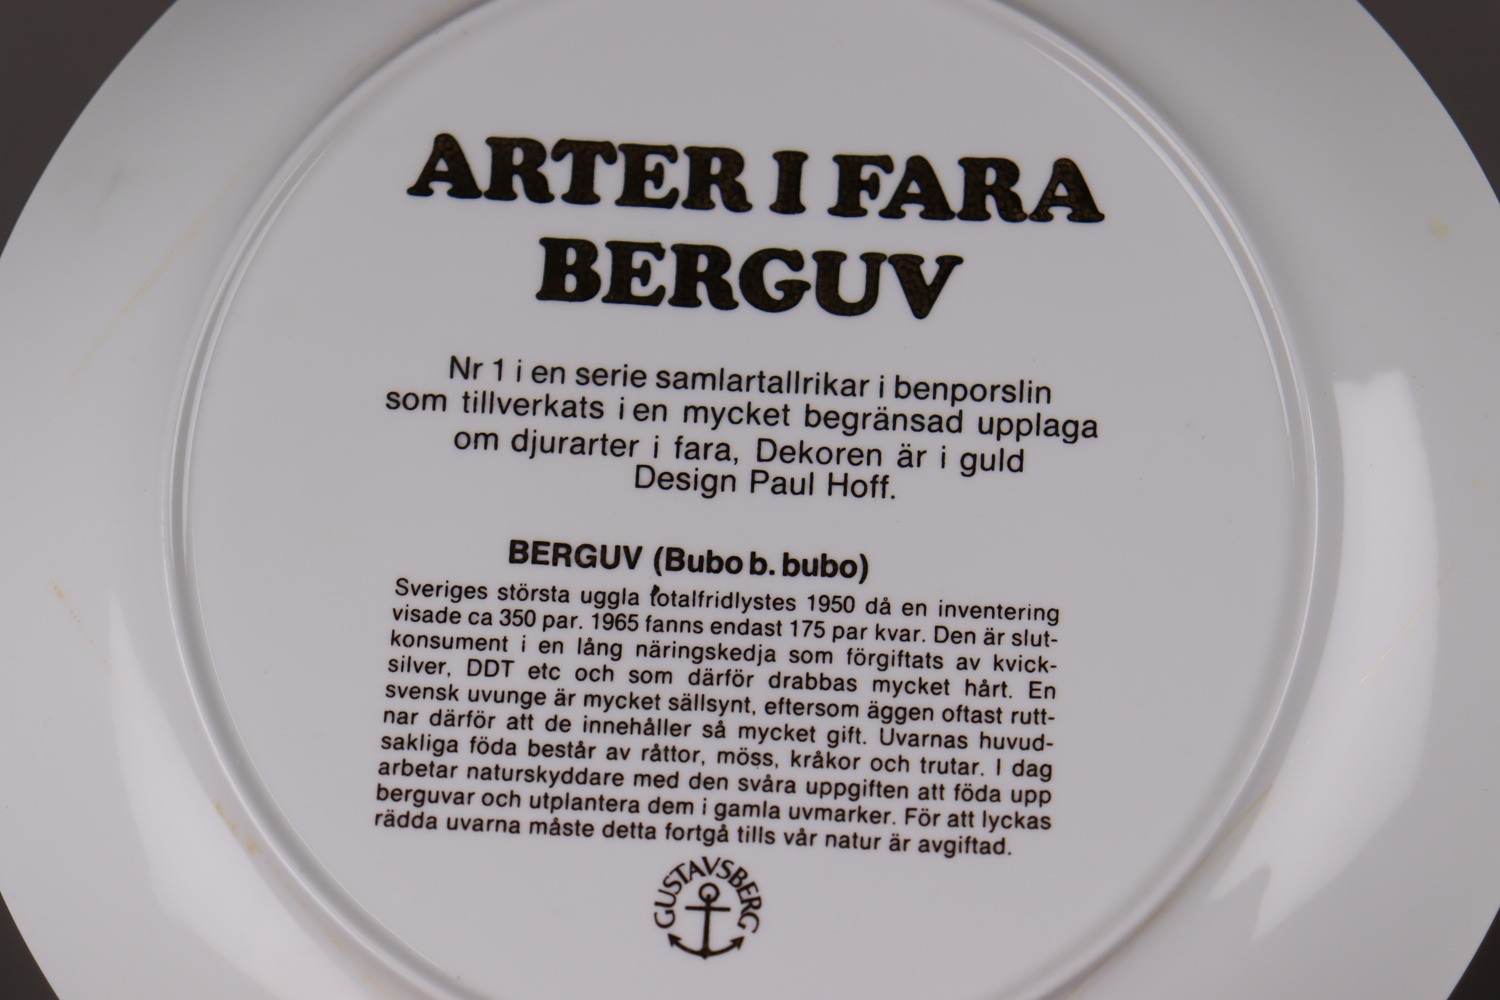 ARTER I FARA
BERGUV
Nr 1 i en serie samlartallrikar i benporslin
som tillverkats i en mycket begränsad upplaga
om djurarter i fara, Dekoren är i guld
Design Paul Hoff.
BERGUV (Bubo b. bubo)
Sveriges största uggla totalfridlystes 1950 då en inventering
visade ca 350 par. 1965 fanns endast 175 par kvar. Den är slut-
konsument i en lång näringskedja som förgiftats av kvick-
silver, DDT etc och som därför drabbas mycket hårt. En
svensk uvunge är mycket sällsynt, eftersom äggen oftast rutt-
nar därför att de innehåller så mycket gift. Uvarnas huvud-
sakliga föda består av råttor, möss, kråkor och trutar. I dag
arbetar naturskyddare med den svåra uppgiften att föda upp
berguvar och utplantera dem i gamla uvmarker. För att lyckas
rädda uvarna måste detta fortgå tills vår natur är avgiftad.
GUSTAVSBERG